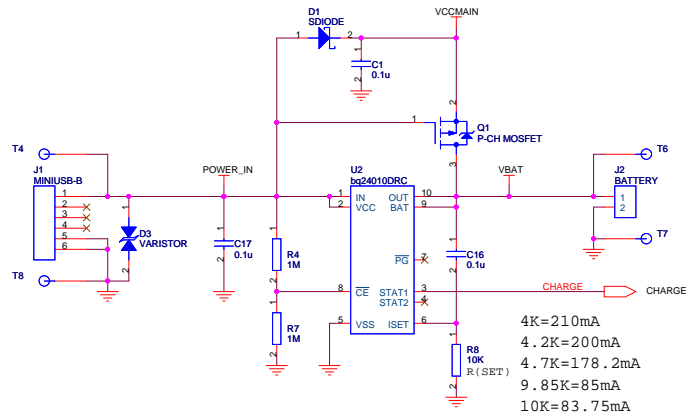 D1
SDIODE
VCCMAIN
1
2
C1
0.1u
1
2
2
Q1
P-CH MOSFET
1
3
T4
J1
MINIUSB-B
POWER_IN
U2
bq24010DRC
VBAT
T6
J2
BATTERY
1
2
3
4
5
6
1
2
D3
VARISTOR
1
2
C17
0.1u
1
2
IN
VCC
OUT
BAT
10
9
1
2
T7
R4
1M
1
2
PG
7
C16
0.1u
1
2
T8
8
CE
STAT1
STAT2
3
4
CHARGE
CHARGE
R7
1M
1
2
5
VSS
ISET
6
R8
10K
R(SET)
1
2
4K=210mA
4.2K=200mA
4.7K=178.2mA
9.85K=85mA
10K=83.75mA